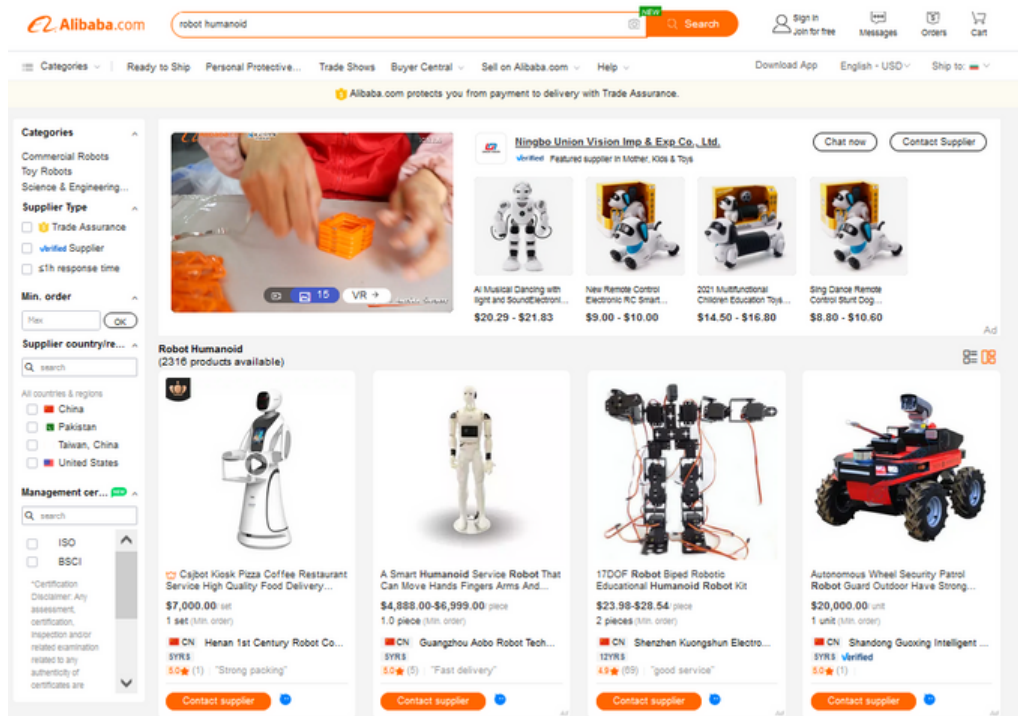 Alibaba.com
robot humanoid
NEW
Search
Sign In
Join for free
Messages
Orders
Cart
Categories
Ready to Ship
Personal Protective...
Trade Shows
Buyer Central
Sell on Alibaba.com
Help
Download App
English - USD
Ship to:
Alibaba.com protects you from payment to delivery with Trade Assurance.
Categories
Commercial Robots
Toy Robots
Science & Engineering...
Supplier Type
Trade Assurance
Verified Supplier
≤1h response time
Min. order
OK
Supplier country/re...
search
All countries & regions
China
Pakistan
Taiwan, China
United States
Management cer... NEW
search
ISO
BSCI
*Certification
Disclaimer: Any
assessment,
certification,
inspection and/or
related examination
related to any
authenticity of
certificates are
15
VR
Ningbo Union Vision Imp & Exp Co., Ltd.
Verified Featured supplier in Mother, Kids & Toys
Chat now
Contact Supplier
AI Musical Dancing with
light and SoundElectroni...
$20.29 - $21.83
New Remote Control
Electronic RC Smart...
$9.00 - $10.00
2021 Multifunctional
Children Education Toys...
$14.50 - $16.80
Sing Dance Remote
Control Stunt Dog...
$8.80 - $10.60
Ad
Robot Humanoid
(2316 products available)
Csjbot Kiosk Pizza Coffee Restaurant
Service High Quality Food Delivery...
$7,000.00/ set
1 set (Min. order)
CN Henan 1st Century Robot Co...
5YRS
5.0 (1) "Strong packing"
Contact supplier
A Smart Humanoid Service Robot That
Can Move Hands Fingers Arms And...
$4,888.00-$6,999.00/ piece
1.0 piece (Min. order)
CN Guangzhou Aobo Robot Tech...
5YRS
5.0 (5) "Fast delivery"
Contact supplier
Ad
17DOF Robot Biped Robotic
Educational Humanoid Robot Kit
$23.98-$28.54/ piece
2 pieces (Min. order)
CN Shenzhen Kuongshun Electro...
12YRS
4.9 (69) "good service"
Contact supplier
Ad
Autonomous Wheel Security Patrol
Robot Guard Outdoor Have Strong...
$20,000.00/ unit
1 unit (Min. order)
CN Shandong Guoxing Intelligent ...
5YRS Verified
5.0 (1)
Contact supplier
Ad